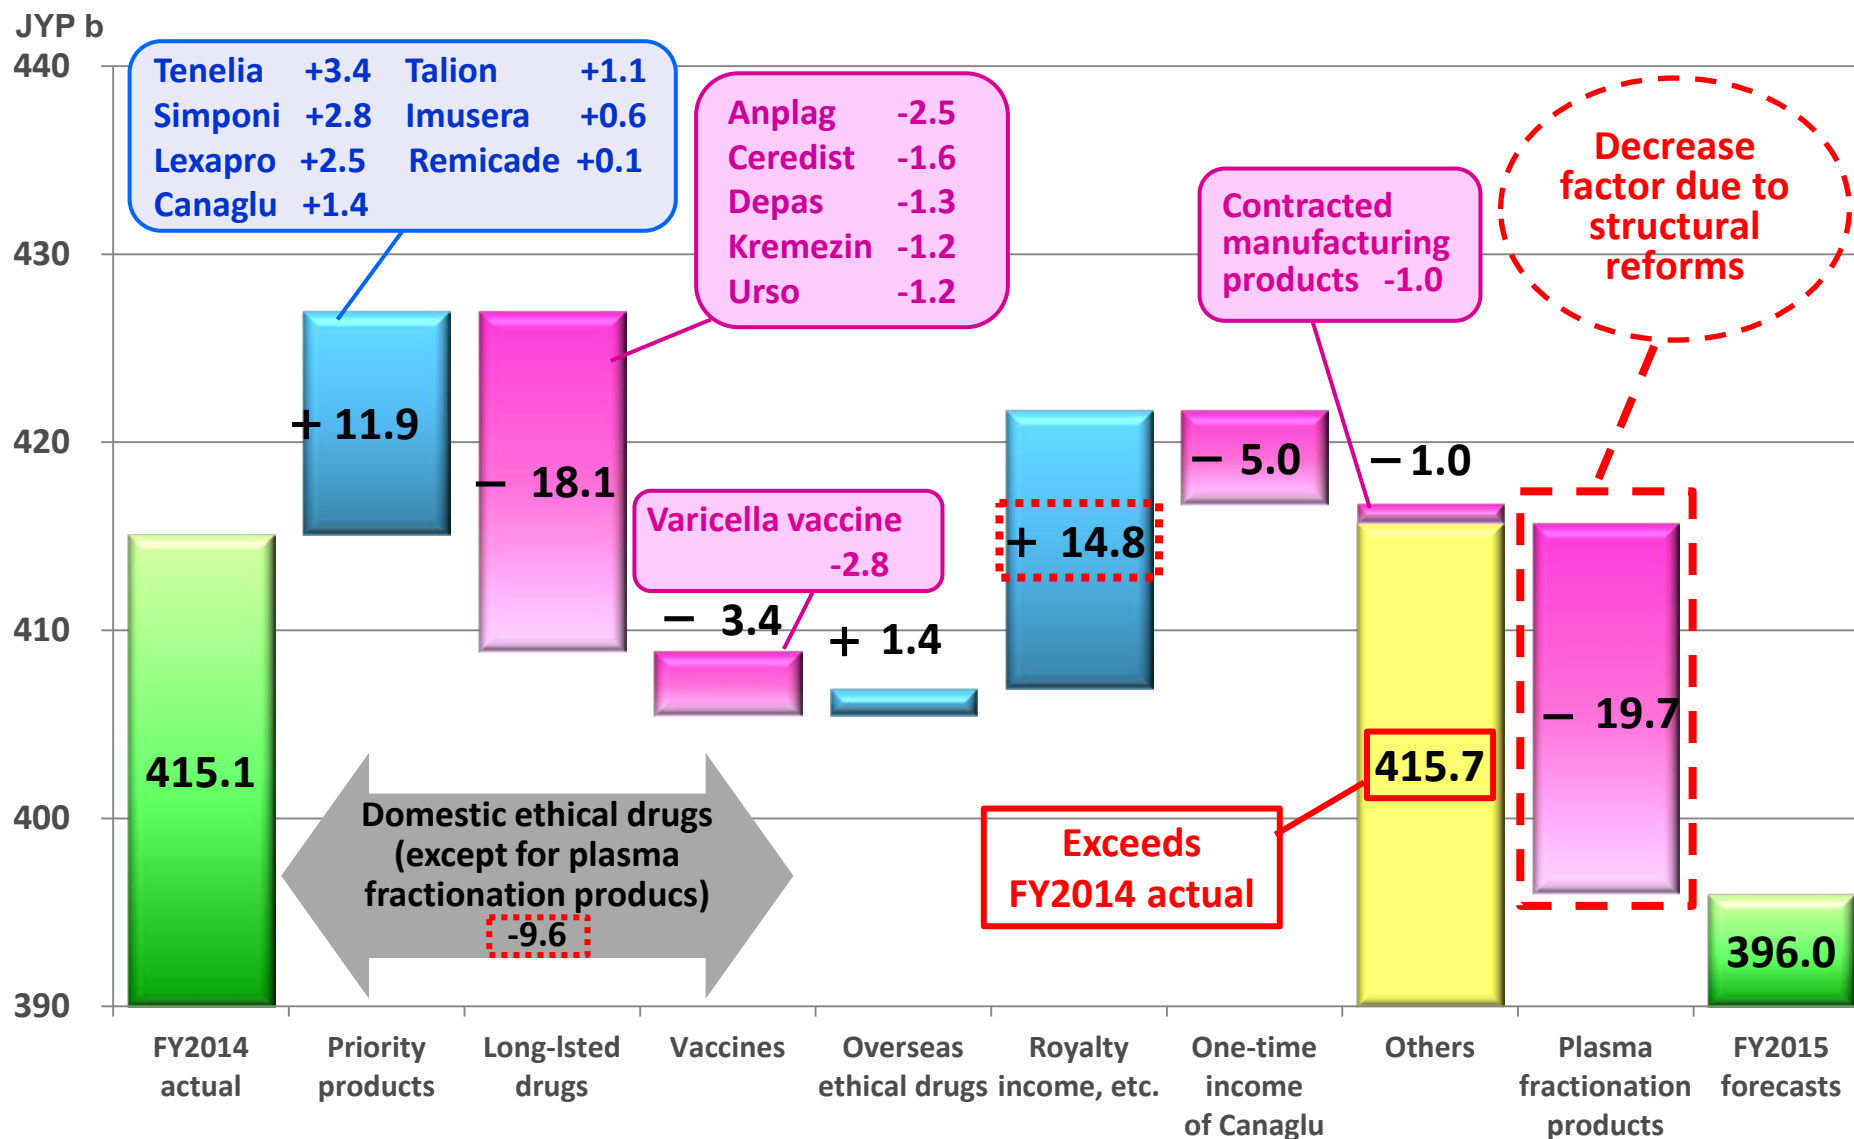 JYP b
440
430
420
410
400
390
Tenelia +3.4 Talion +1.1
Simponi +2.8 Imusera +0.6
Lexapro +2.5 Remicade +0.1
Canaglu +1.4
Anplag -2.5
Ceredist -1.6
Depas -1.3
Kremezin -1.2
Urso -1.2
Contracted
manufacturing
products -1.0
Decrease
factor due to
structural
reforms
+ 11.9
− 18.1
Varicella vaccine
-2.8
− 3.4
+ 1.4
+ 14.8
− 5.0
− 1.0
− 19.7
415.1
415.7
396.0
Domestic ethical drugs
(except for plasma
fractionation producs)
-9.6
Exceeds
FY2014 actual
FY2014
actual
Priority
products
Long-lsted
drugs
Vaccines
Overseas
ethical drugs
Royalty
income, etc.
One-time
income
of Canaglu
Others
Plasma
fractionation
products
FY2015
forecasts